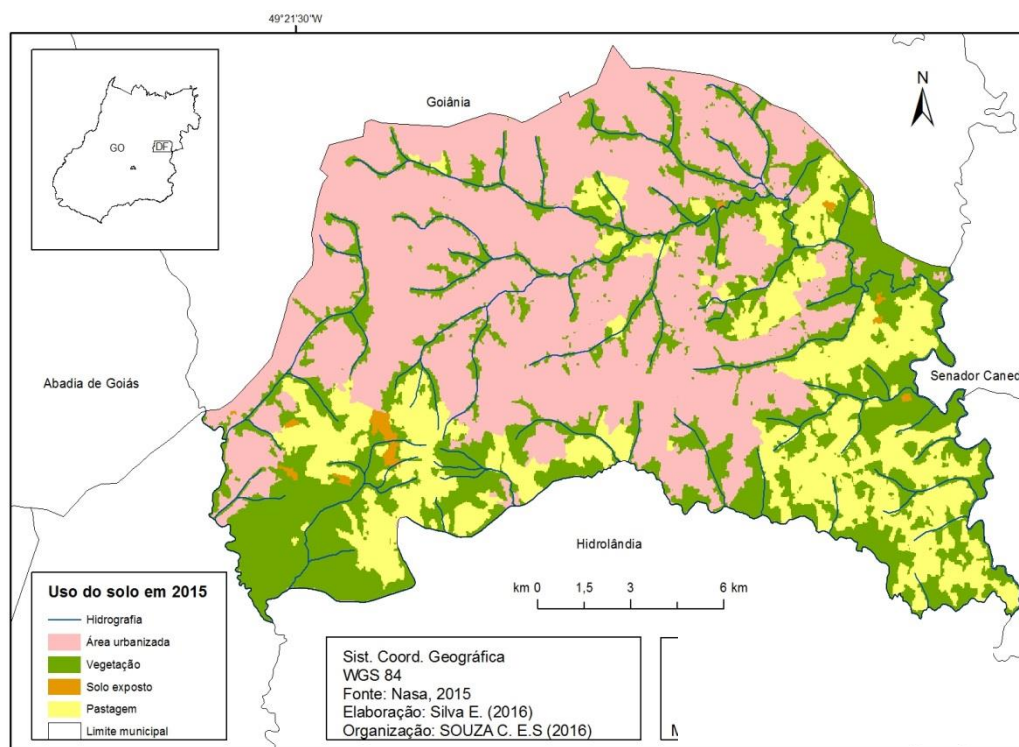 49°21'30"W
Goiânia
N
GO
DF
Abadia de Goiás
Senador Caned
Hidrolândia
km 0 1,5 3 6 km
Uso do solo em 2015
Hidrografia
Área urbanizada
Vegetação
Solo exposto
Pastagem
Limite municipal
Sist. Coord. Geográfica
WGS 84
Fonte: Nasa, 2015
Elaboração: Silva E. (2016)
Organização: SOUZA C. E.S (2016)